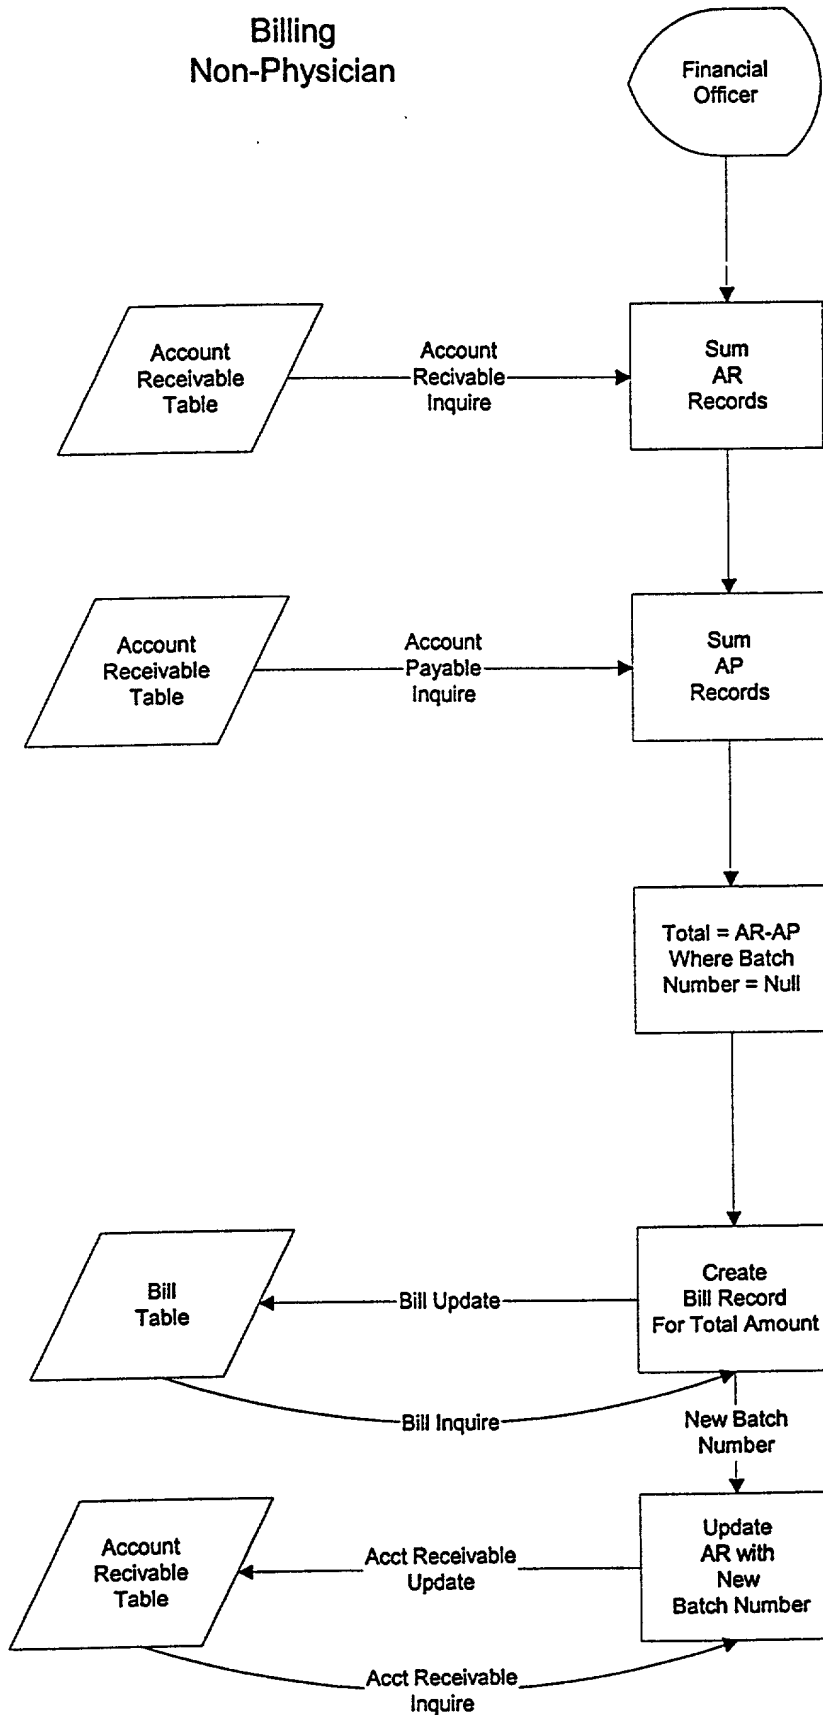 Billing
Non-Physician
Financial
Officer
Account
Receivable
Table
Account
Recivable
Inquire
Sum
AR
Records
Account
Receivable
Table
Account
Payable
Inquire
Sum
AP
Records
Total = AR-AP
Where Batch
Number = Null
Bill
Table
Bill Update
Create
Bill Record
For Total Amount
Bill Inquire
New Batch
Number
Account
Recivable
Table
Acct Receivable
Update
Update
AR with
New
Batch Number
Acct Receivable
Inquire